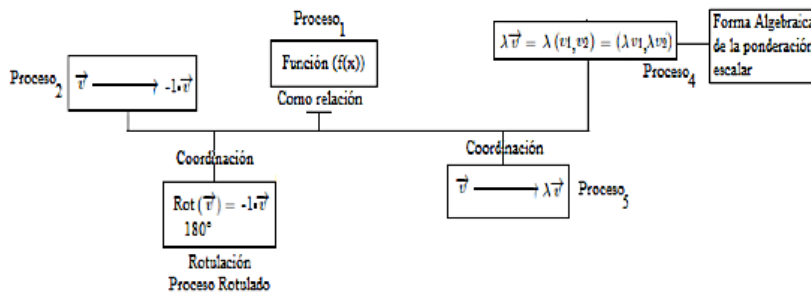 Proceso1
Función (f(x))
Como relación
λv⃗ = λ (v1,v2) = (λv1,λv2)
Proceso4
Forma Algebraica
de la ponderación
escalar
Proceso2
v⃗ ⟶ -1·v⃗
Coordinación
Rot (v⃗) = -1·v⃗
180°
Rotulación
Proceso Rotulado
Coordinación
v⃗ ⟶ λv⃗
Proceso5